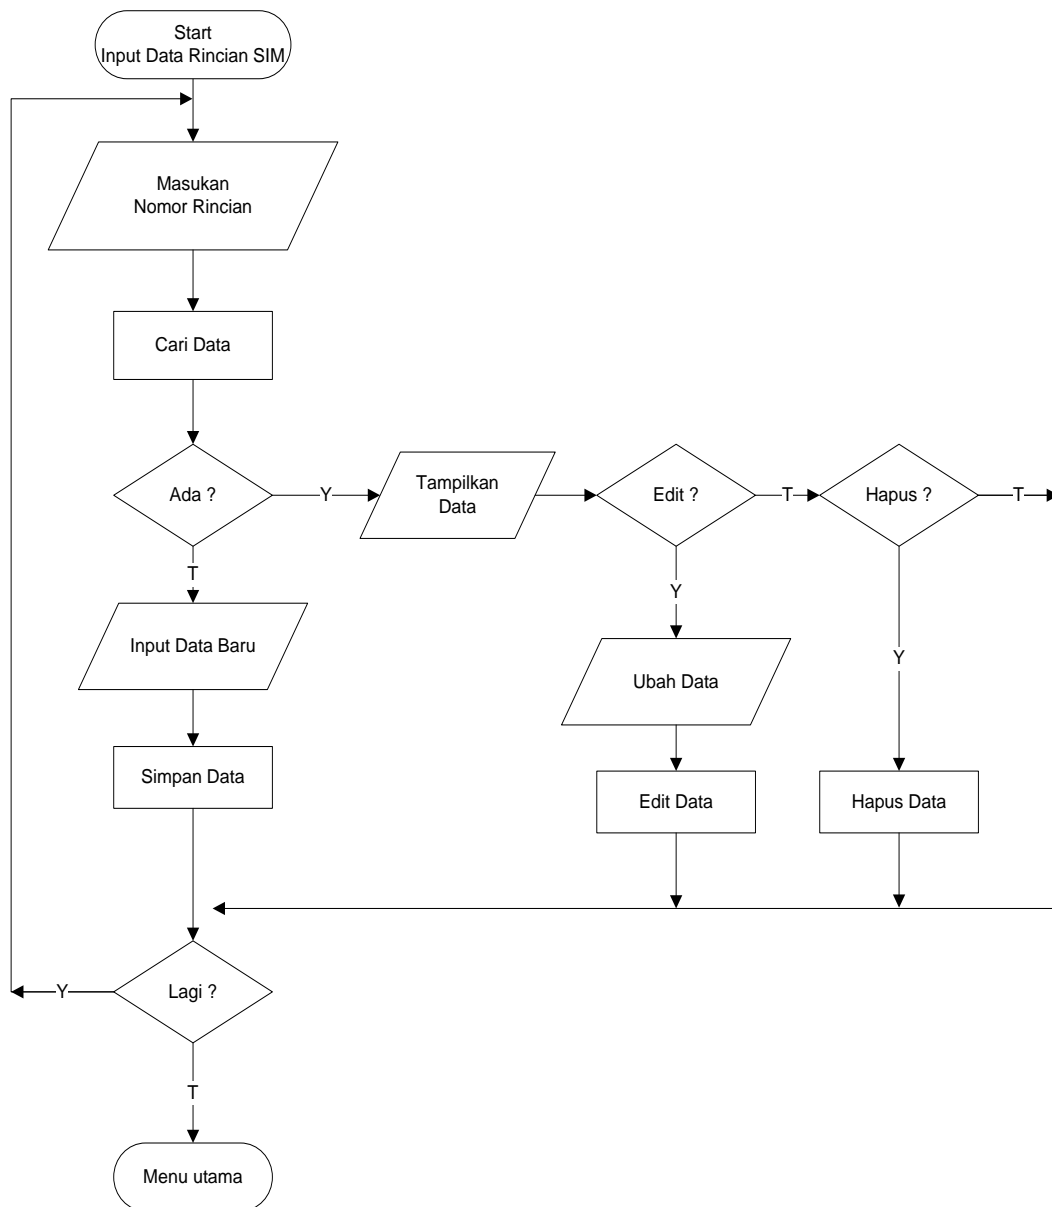 Start
Input Data Rincian SIM
Masukan
Nomor Rincian
Cari Data
Ada ?
Y
Tampilkan
Data
Edit ?
T
Hapus ?
T
T
Y
Y
Input Data Baru
Ubah Data
Simpan Data
Edit Data
Hapus Data
Lagi ?
Y
T
Menu utama